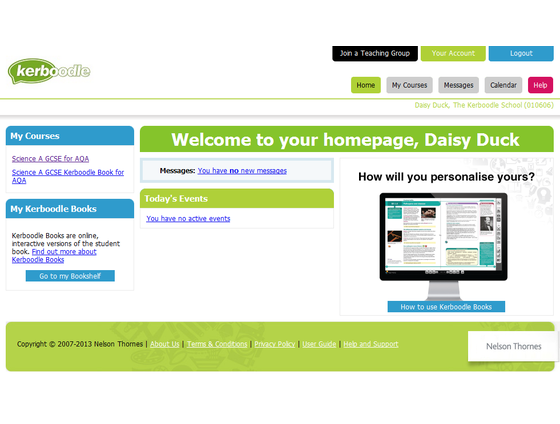 Join a Teaching Group
Your Account
Logout
kerboodle
Home
My Courses
Messages
Calendar
Help
Daisy Duck, The Kerboodle School (010606)
My Courses
Science A GCSE for AQA
Science A GCSE Kerboodle Book for
AQA
My Kerboodle Books
Kerboodle Books are online,
interactive versions of the student
book. Find out more about
Kerboodle Books
Go to my Bookshelf
Welcome to your homepage, Daisy Duck
Messages: You have no new messages
Today's Events
You have no active events
How will you personalise yours?
How to use Kerboodle Books
Copyright © 2007-2013 Nelson Thornes | About Us | Terms & Conditions | Privacy Policy | User Guide | Help and Support
Nelson Thornes